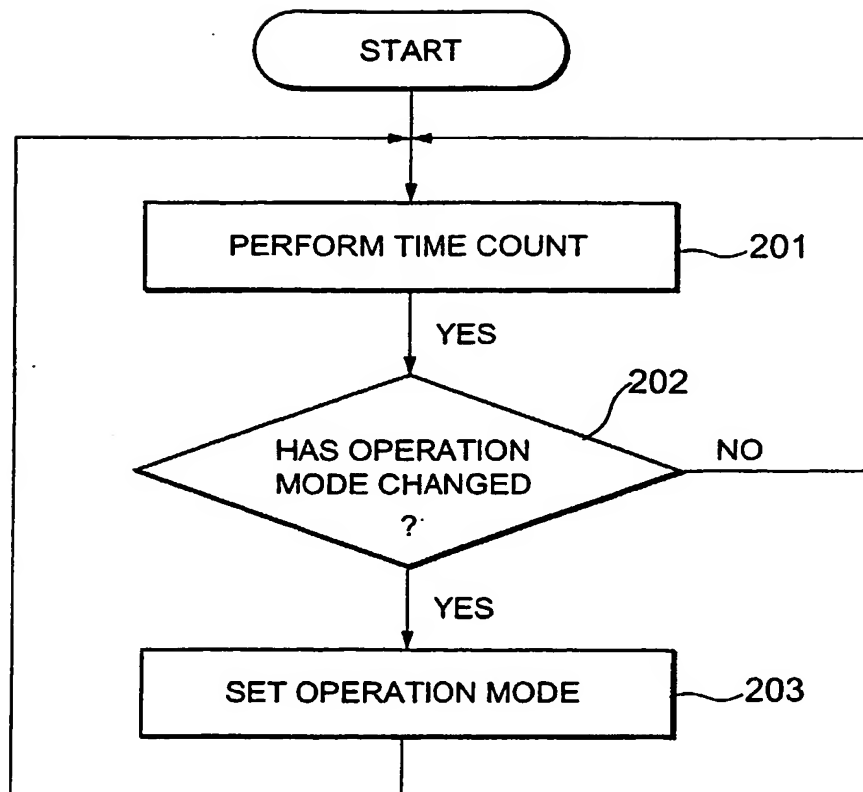 START
PERFORM TIME COUNT
201
YES
202
HAS OPERATION
MODE CHANGED
?
NO
YES
SET OPERATION MODE
203